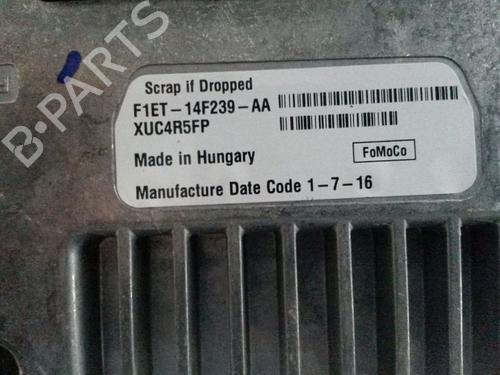 B-PARTS
Scrap if Dropped
F1ET-14F239-AA
XUC4R5FP
Made in Hungary
FoMoCo
Manufacture Date Code 1-7-16